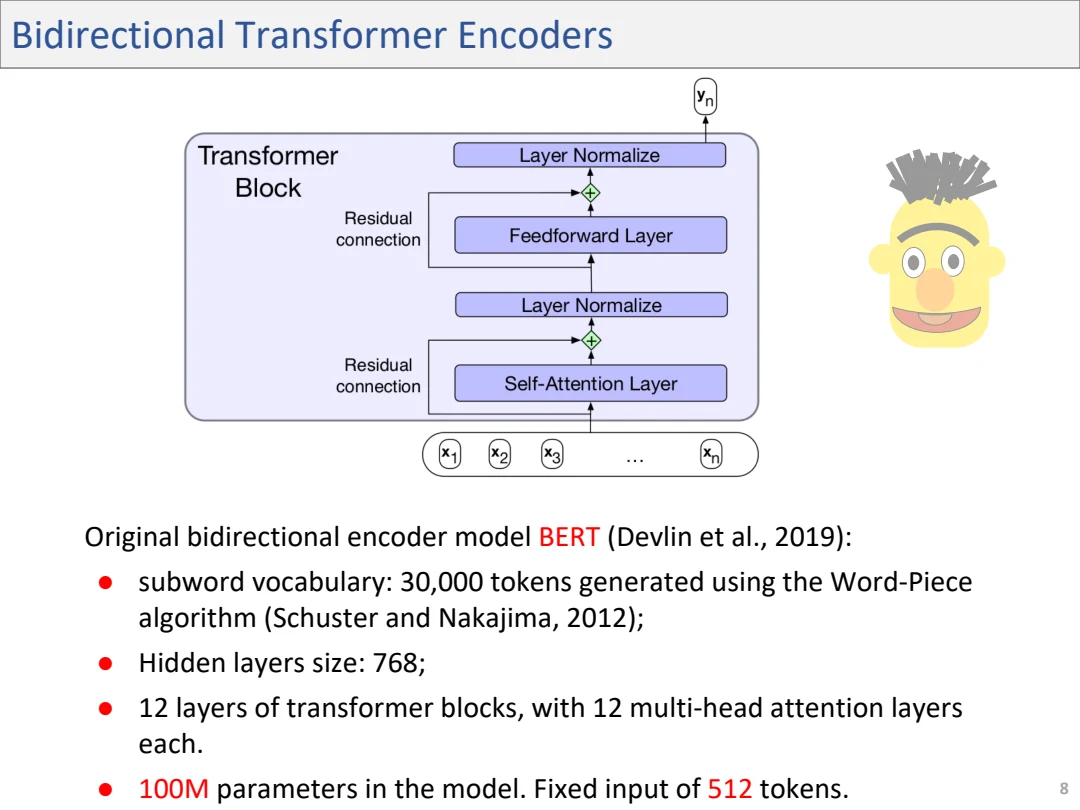 Bidirectional Transformer Encoders
yn
Transformer
Block
Layer Normalize
+
Residual
connection
Feedforward Layer
Layer Normalize
+
Residual
connection
Self-Attention Layer
x1 x2 x3 ... xn
Original bidirectional encoder model BERT (Devlin et al., 2019):
● subword vocabulary: 30,000 tokens generated using the Word-Piece
algorithm (Schuster and Nakajima, 2012);
● Hidden layers size: 768;
● 12 layers of transformer blocks, with 12 multi-head attention layers
each.
● 100M parameters in the model. Fixed input of 512 tokens.
8